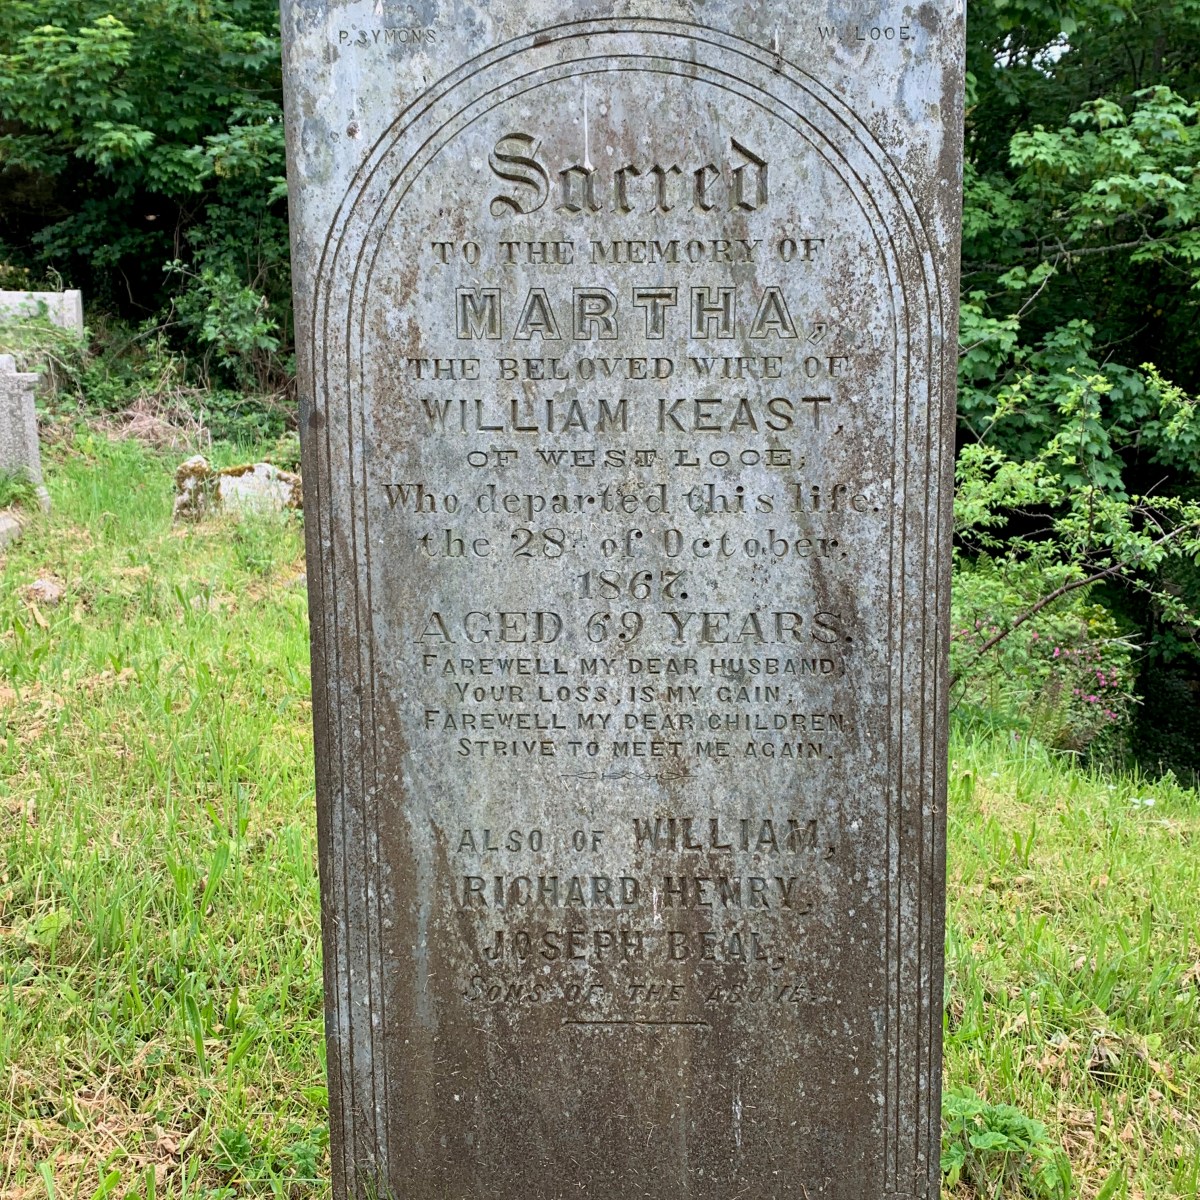 P. SYMONS. W. LOOE.
Sacred
TO THE MEMORY OF
MARTHA,
THE BELOVED WIFE OF
WILLIAM KEAST,
OF WEST LOOE;
Who departed this life.
the 28th of October.
1867.
AGED 69 YEARS.
FAREWELL MY DEAR HUSBAND,
YOUR LOSS, IS MY GAIN;
FAREWELL MY DEAR CHILDREN,
STRIVE TO MEET ME AGAIN.
ALSO OF WILLIAM,
RICHARD HENRY,
JOSEPH BEAL,
SONS OF THE ABOVE.